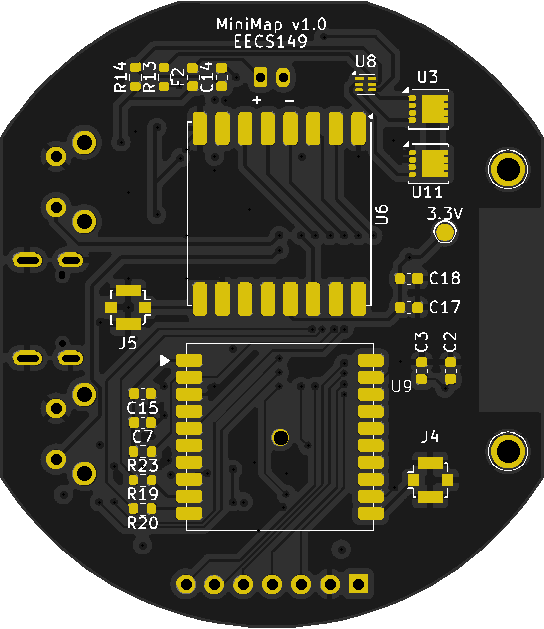 MiniMap v1.0
EECS149
R14
R13
F2
C14
+
−
U8
U3
U11
U6
3.3V
C18
C17
J5
C3
C2
U9
C15
C7
R23
R19
R20
J4